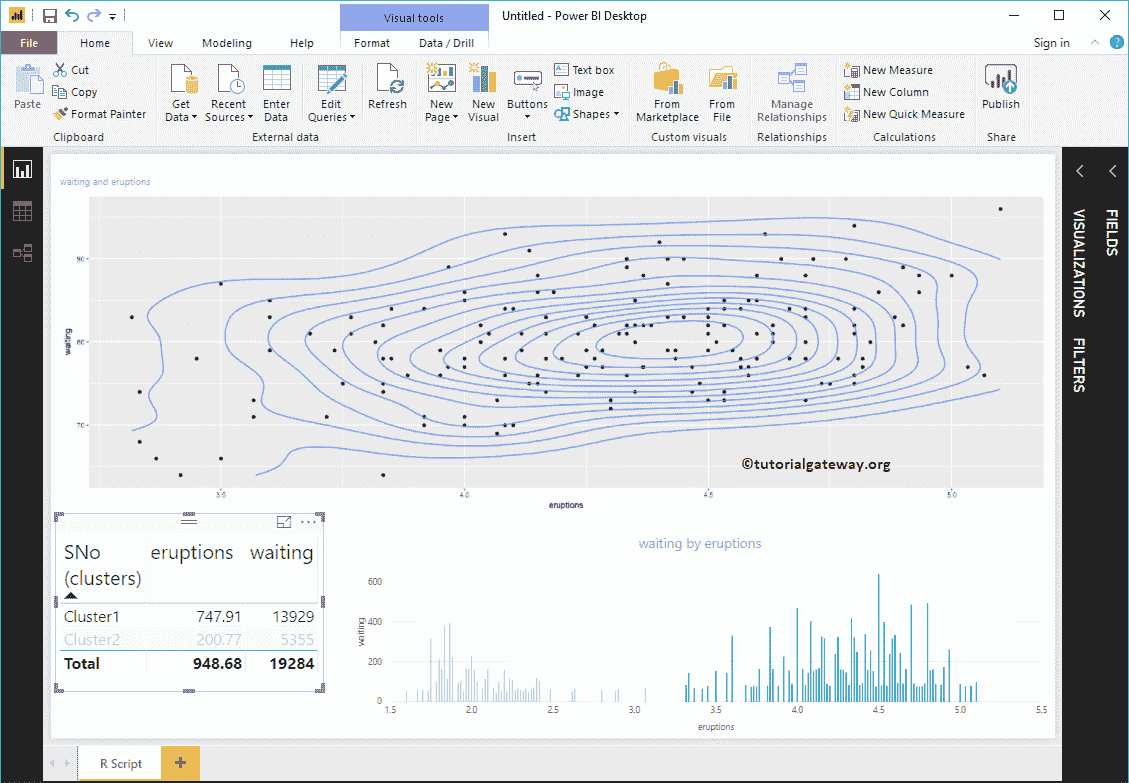 Visual tools
Untitled - Power BI Desktop
File Home View Modeling Help Format Data / Drill Sign in
Paste
Cut
Copy
Format Painter
Clipboard
Get Data
Recent Sources
Enter Data
Edit Queries
External data
Refresh
New Page
New Visual
Buttons
Text box
Image
Shapes
Insert
From Marketplace
From File
Custom visuals
Manage Relationships
Relationships
New Measure
New Column
New Quick Measure
Calculations
Publish
Share
VISUALIZATIONS
FIELDS
FILTERS
waiting and eruptions
waiting
90
80
70
3.5 4.0 4.5 5.0
eruptions
©tutorialgateway.org
SNo (clusters) eruptions waiting
Cluster1 747.91 13929
Cluster2 200.77 5355
Total 948.68 19284
waiting by eruptions
waiting
600
400
200
0
1.5 2.0 2.5 3.0 3.5 4.0 4.5 5.0 5.5
eruptions
R Script